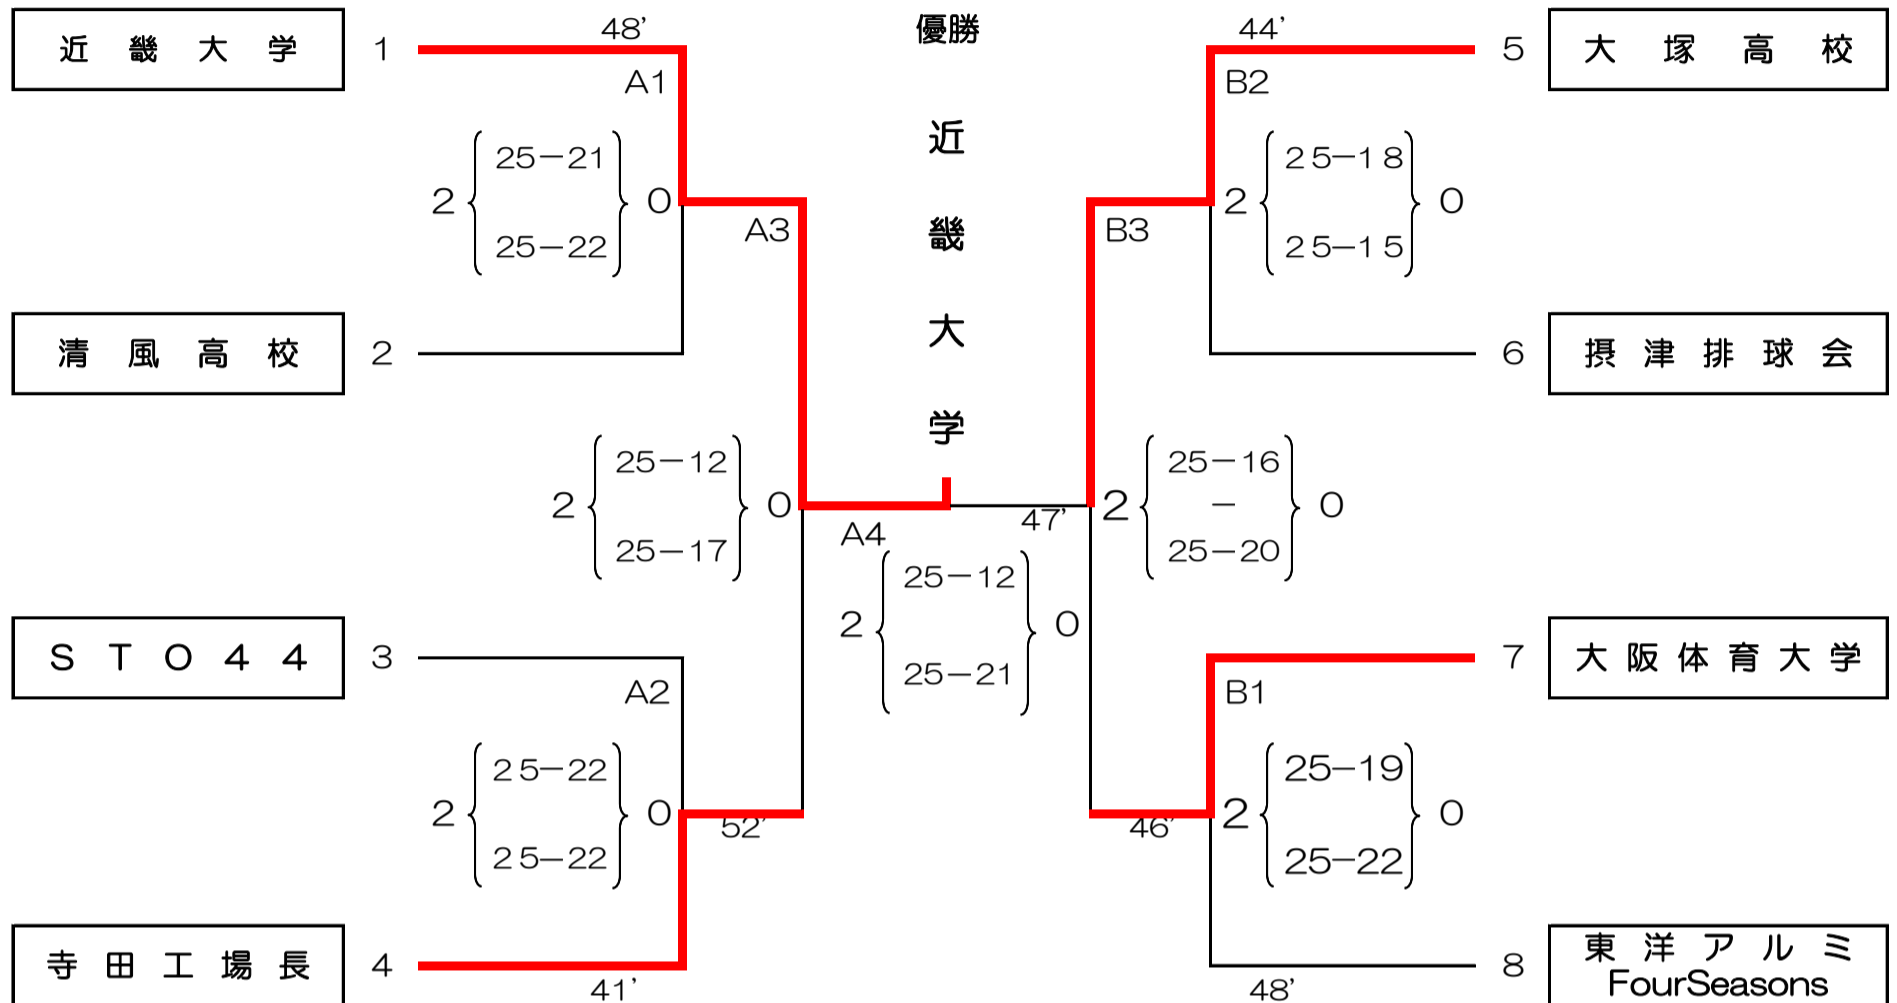 近畿大学 1 48’ 優勝 44’ 5 大塚高校
A1 B2
近畿大学
2 25−21 0 2 25−18 0
25−22 25−15
A3 B3
清風高校 2 6 摂津排球会
2 25−12 0 2 25−16 0
−
25−17 25−20
A4 47’
2 25−12 0
25−21
STO44 3 7 大阪体育大学
A2 B1
2 25−22 0 2 25−19 0
25−22 25−22
52’ 46’
寺田工場長 4 41’ 48’ 8 東洋アルミ
FourSeasons